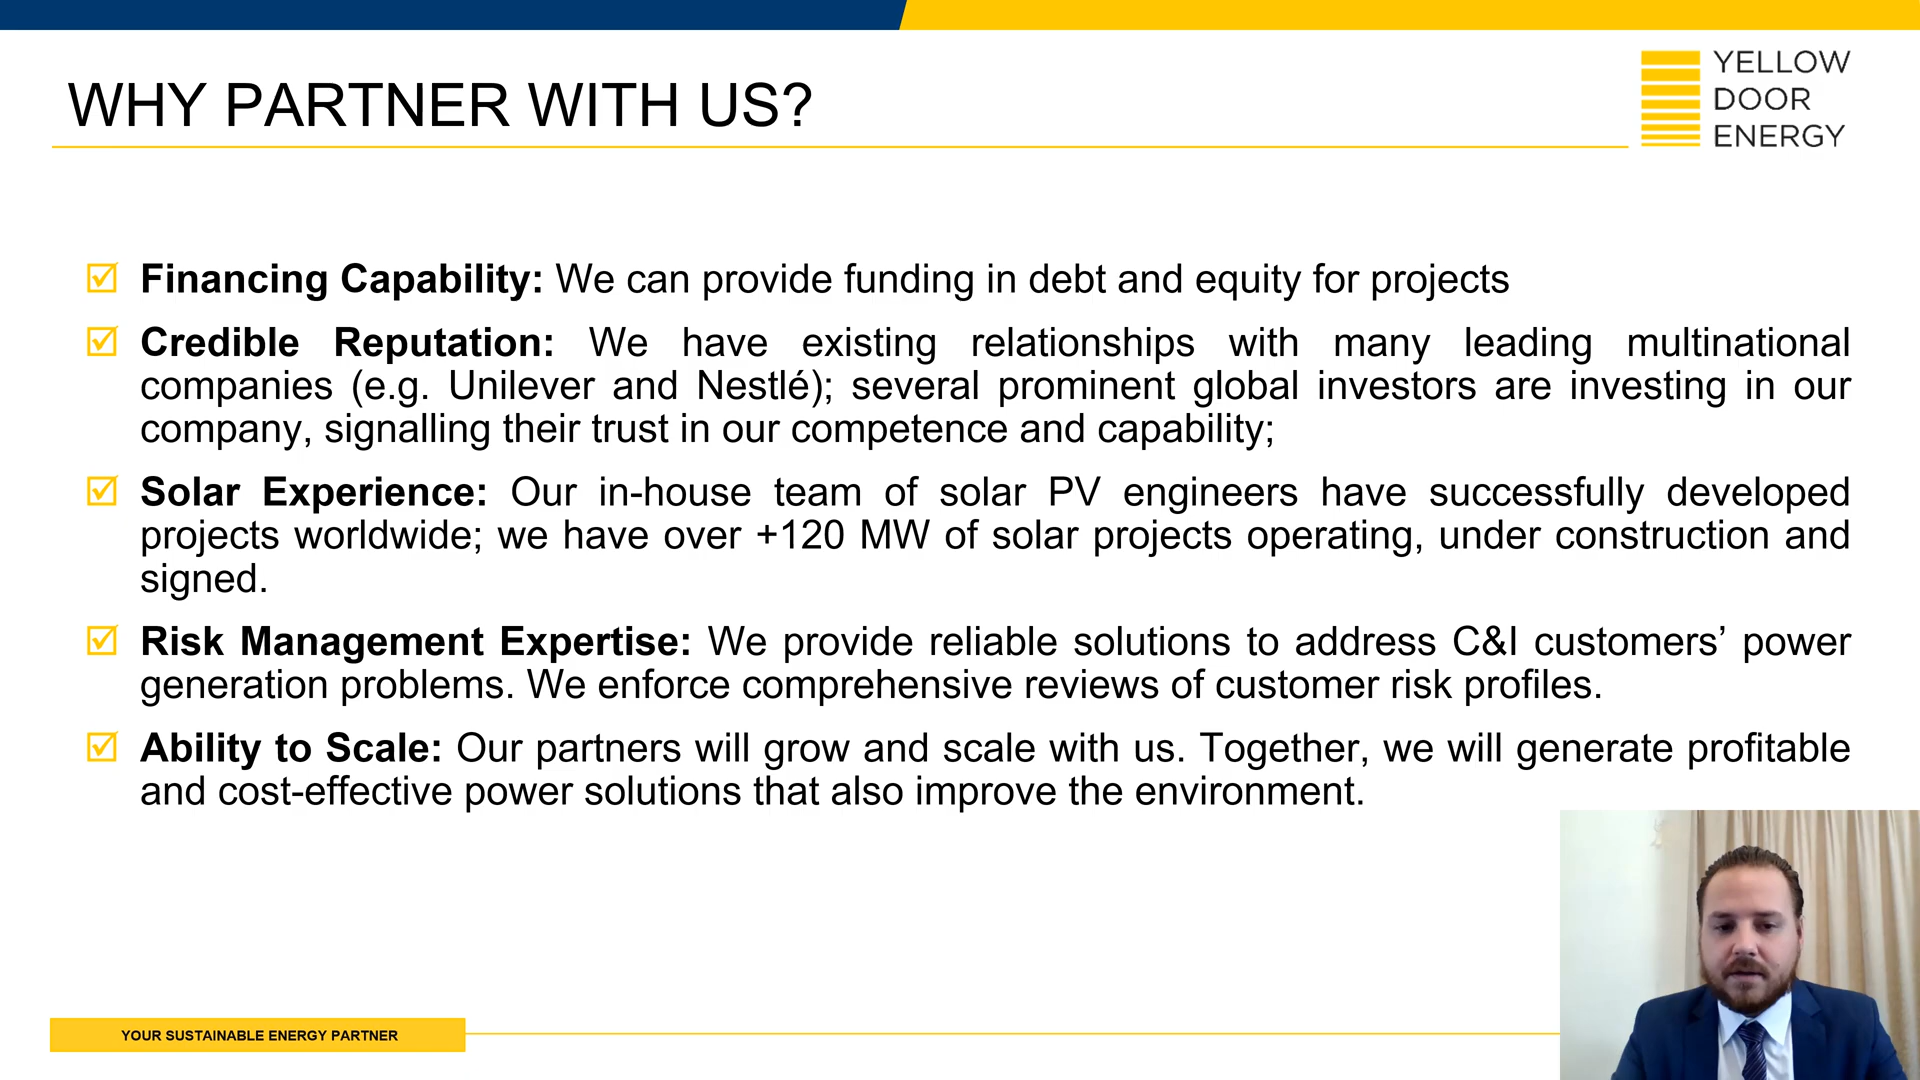 WHY PARTNER WITH US?
YELLOW
DOOR
ENERGY
Financing Capability: We can provide funding in debt and equity for projects
Credible Reputation: We have existing relationships with many leading multinational
companies (e.g. Unilever and Nestlé); several prominent global investors are investing in our
company, signalling their trust in our competence and capability;
Solar Experience: Our in-house team of solar PV engineers have successfully developed
projects worldwide; we have over +120 MW of solar projects operating, under construction and
signed.
Risk Management Expertise: We provide reliable solutions to address C&I customers’ power
generation problems. We enforce comprehensive reviews of customer risk profiles.
Ability to Scale: Our partners will grow and scale with us. Together, we will generate profitable
and cost-effective power solutions that also improve the environment.
YOUR SUSTAINABLE ENERGY PARTNER